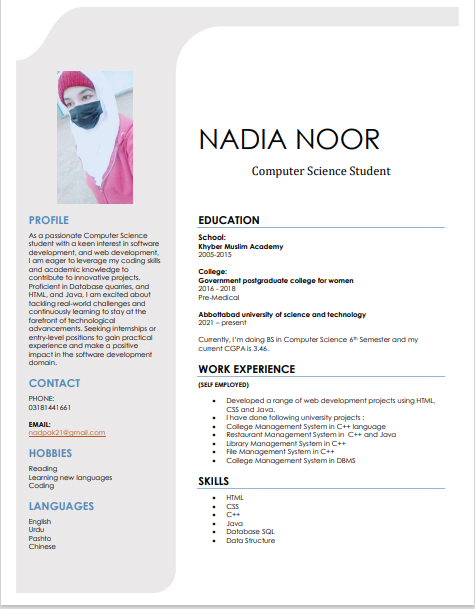 NADIA NOOR
Computer Science Student
PROFILE
As a passionate Computer Science
student with a keen interest in software
development, and web development,
I am eager to leverage my coding skills
and academic knowledge to
contribute to innovative projects.
Proficient in Database quarries, and
HTML, and Java, I am excited about
tackling real-world challenges and
continuously learning to stay at the
forefront of technological
advancements. Seeking internships or
entry-level positions to gain practical
experience and make a positive
impact in the software development
domain.
CONTACT
PHONE:
03181441661
EMAIL:
nadpak21@gmail.com
HOBBIES
Reading
Learning new languages
Coding
LANGUAGES
English
Urdu
Pashto
Chinese
EDUCATION
School:
Khyber Muslim Academy
2005-2015
College:
Government postgraduate college for women
2016 - 2018
Pre-Medical
Abbottabad university of science and technology
2021 – present
Currently, I'm doing BS in Computer Science 6th Semester and my
current CGPA is 3.46.
WORK EXPERIENCE
(SELF EMPLOYED)
• Developed a range of web development projects using HTML,
CSS and Java.
• I have done following university projects :
• College Management System in C++ language
• Restaurant Management System in C++ and Java
• Library Management System in C++
• File Management System in C++
• College Management System in DBMS
SKILLS
• HTML
• CSS
• C++
• Java
• Database SQL
• Data Structure